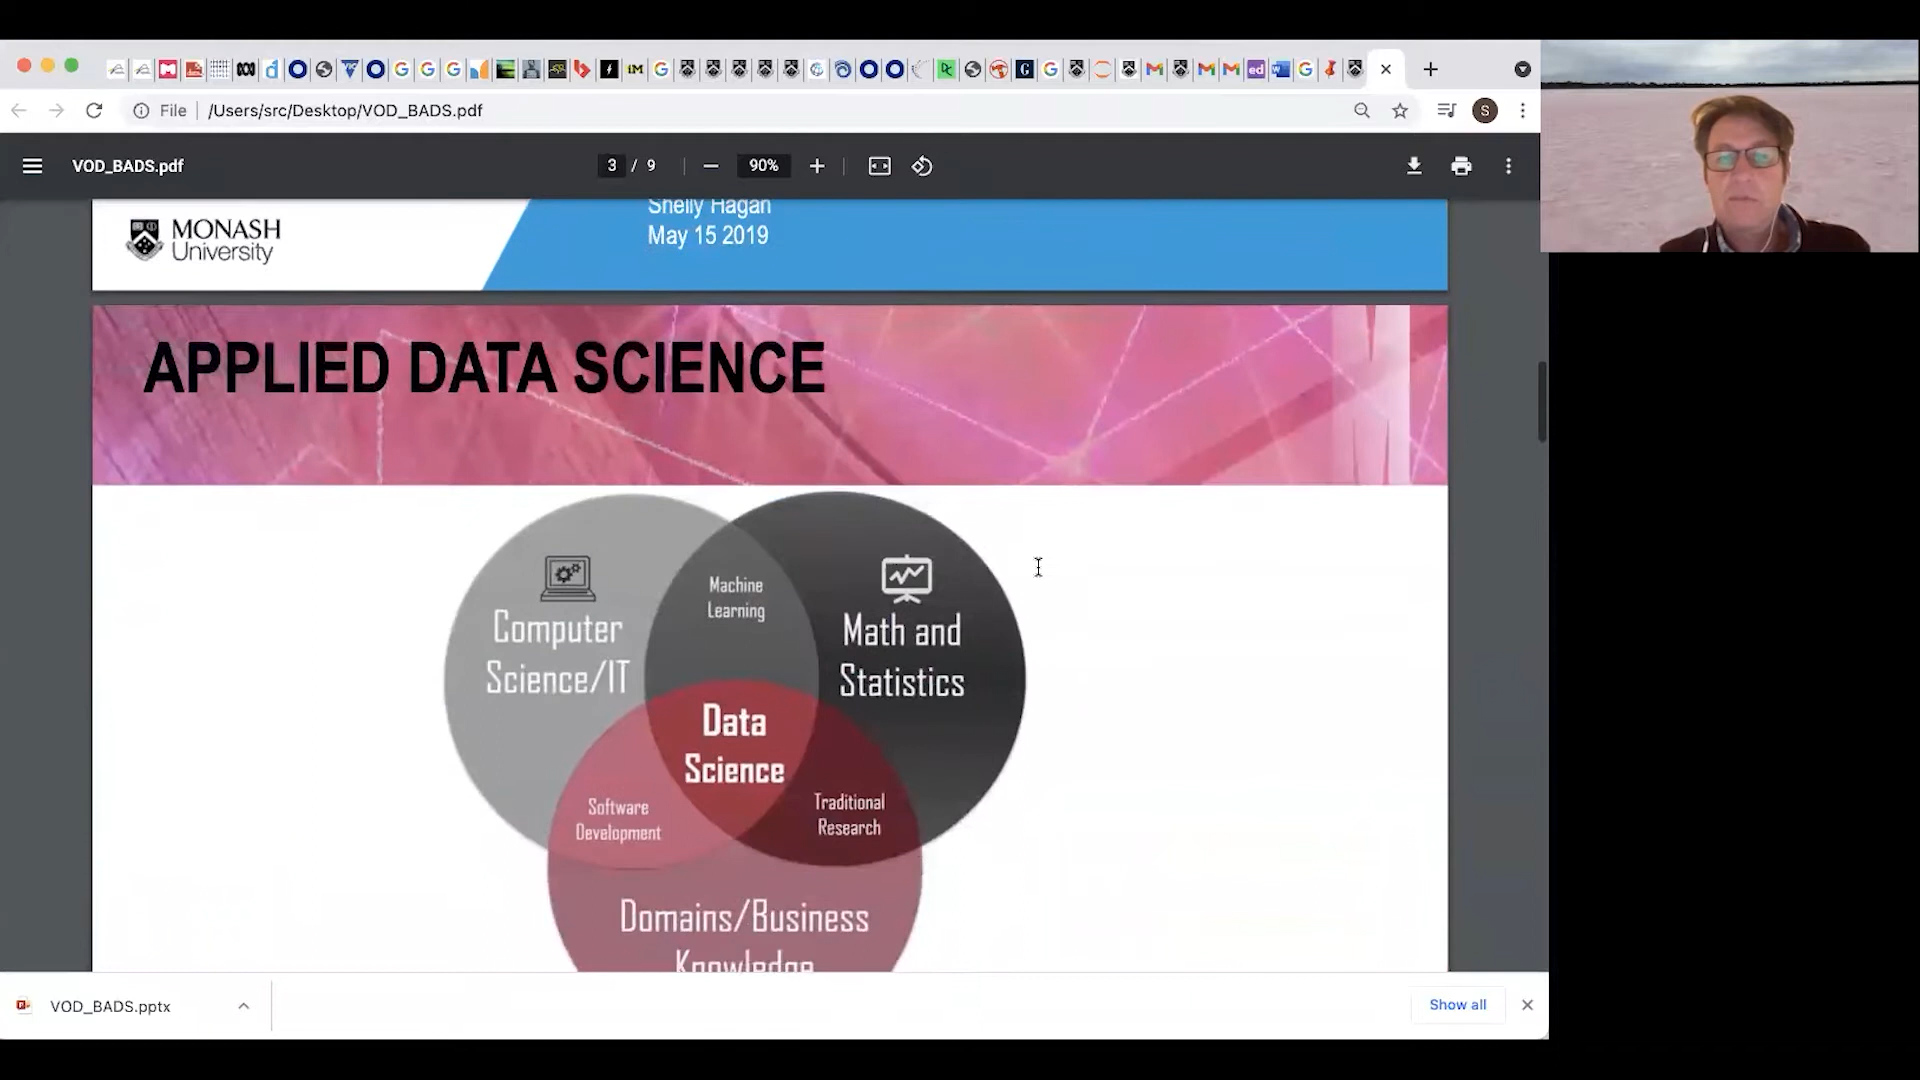 File
/Users/src/Desktop/VOD_BADS.pdf
S
VOD_BADS.pdf
3 / 9
90%
Shelly Hagan
May 15 2019
MONASH
University
APPLIED DATA SCIENCE
Machine
Learning
Computer
Science/IT
Math and
Statistics
Data
Science
Software
Development
Traditional
Research
Domains/Business
Knowledge
VOD_BADS.pptx
Show all